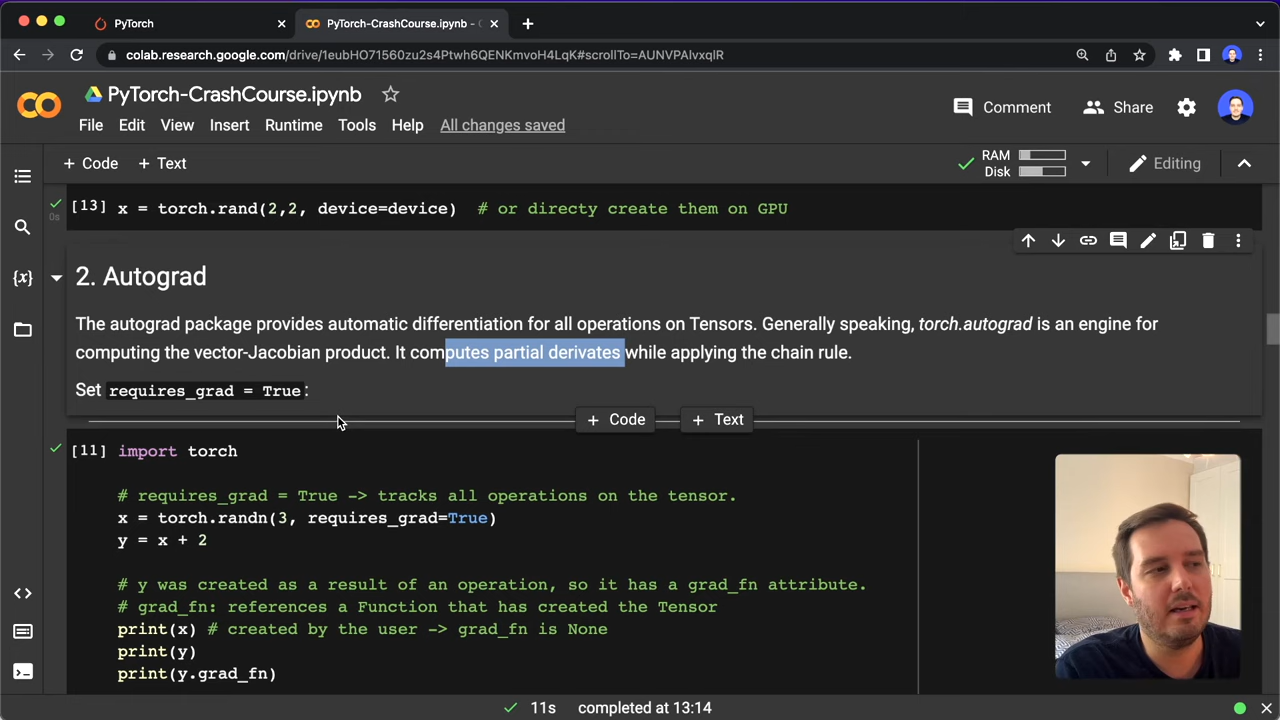 PyTorch
PyTorch-CrashCourse.ipynb -
colab.research.google.com/drive/1eubHO71560zu2s4Ptwh6QENKmvoH4LqK#scrollTo=AUNVPAlvxqlR
PyTorch-CrashCourse.ipynb
Comment
Share
File Edit View Insert Runtime Tools Help All changes saved
+ Code + Text
RAM
Disk
Editing
[13] x = torch.rand(2,2, device=device) # or directy create them on GPU
0s
2. Autograd
The autograd package provides automatic differentiation for all operations on Tensors. Generally speaking, torch.autograd is an engine for
computing the vector-Jacobian product. It computes partial derivates while applying the chain rule.
Set requires_grad = True:
+ Code + Text
[11] import torch
# requires_grad = True -> tracks all operations on the tensor.
x = torch.randn(3, requires_grad=True)
y = x + 2
# y was created as a result of an operation, so it has a grad_fn attribute.
# grad_fn: references a Function that has created the Tensor
print(x) # created by the user -> grad_fn is None
print(y)
print(y.grad_fn)
11s completed at 13:14